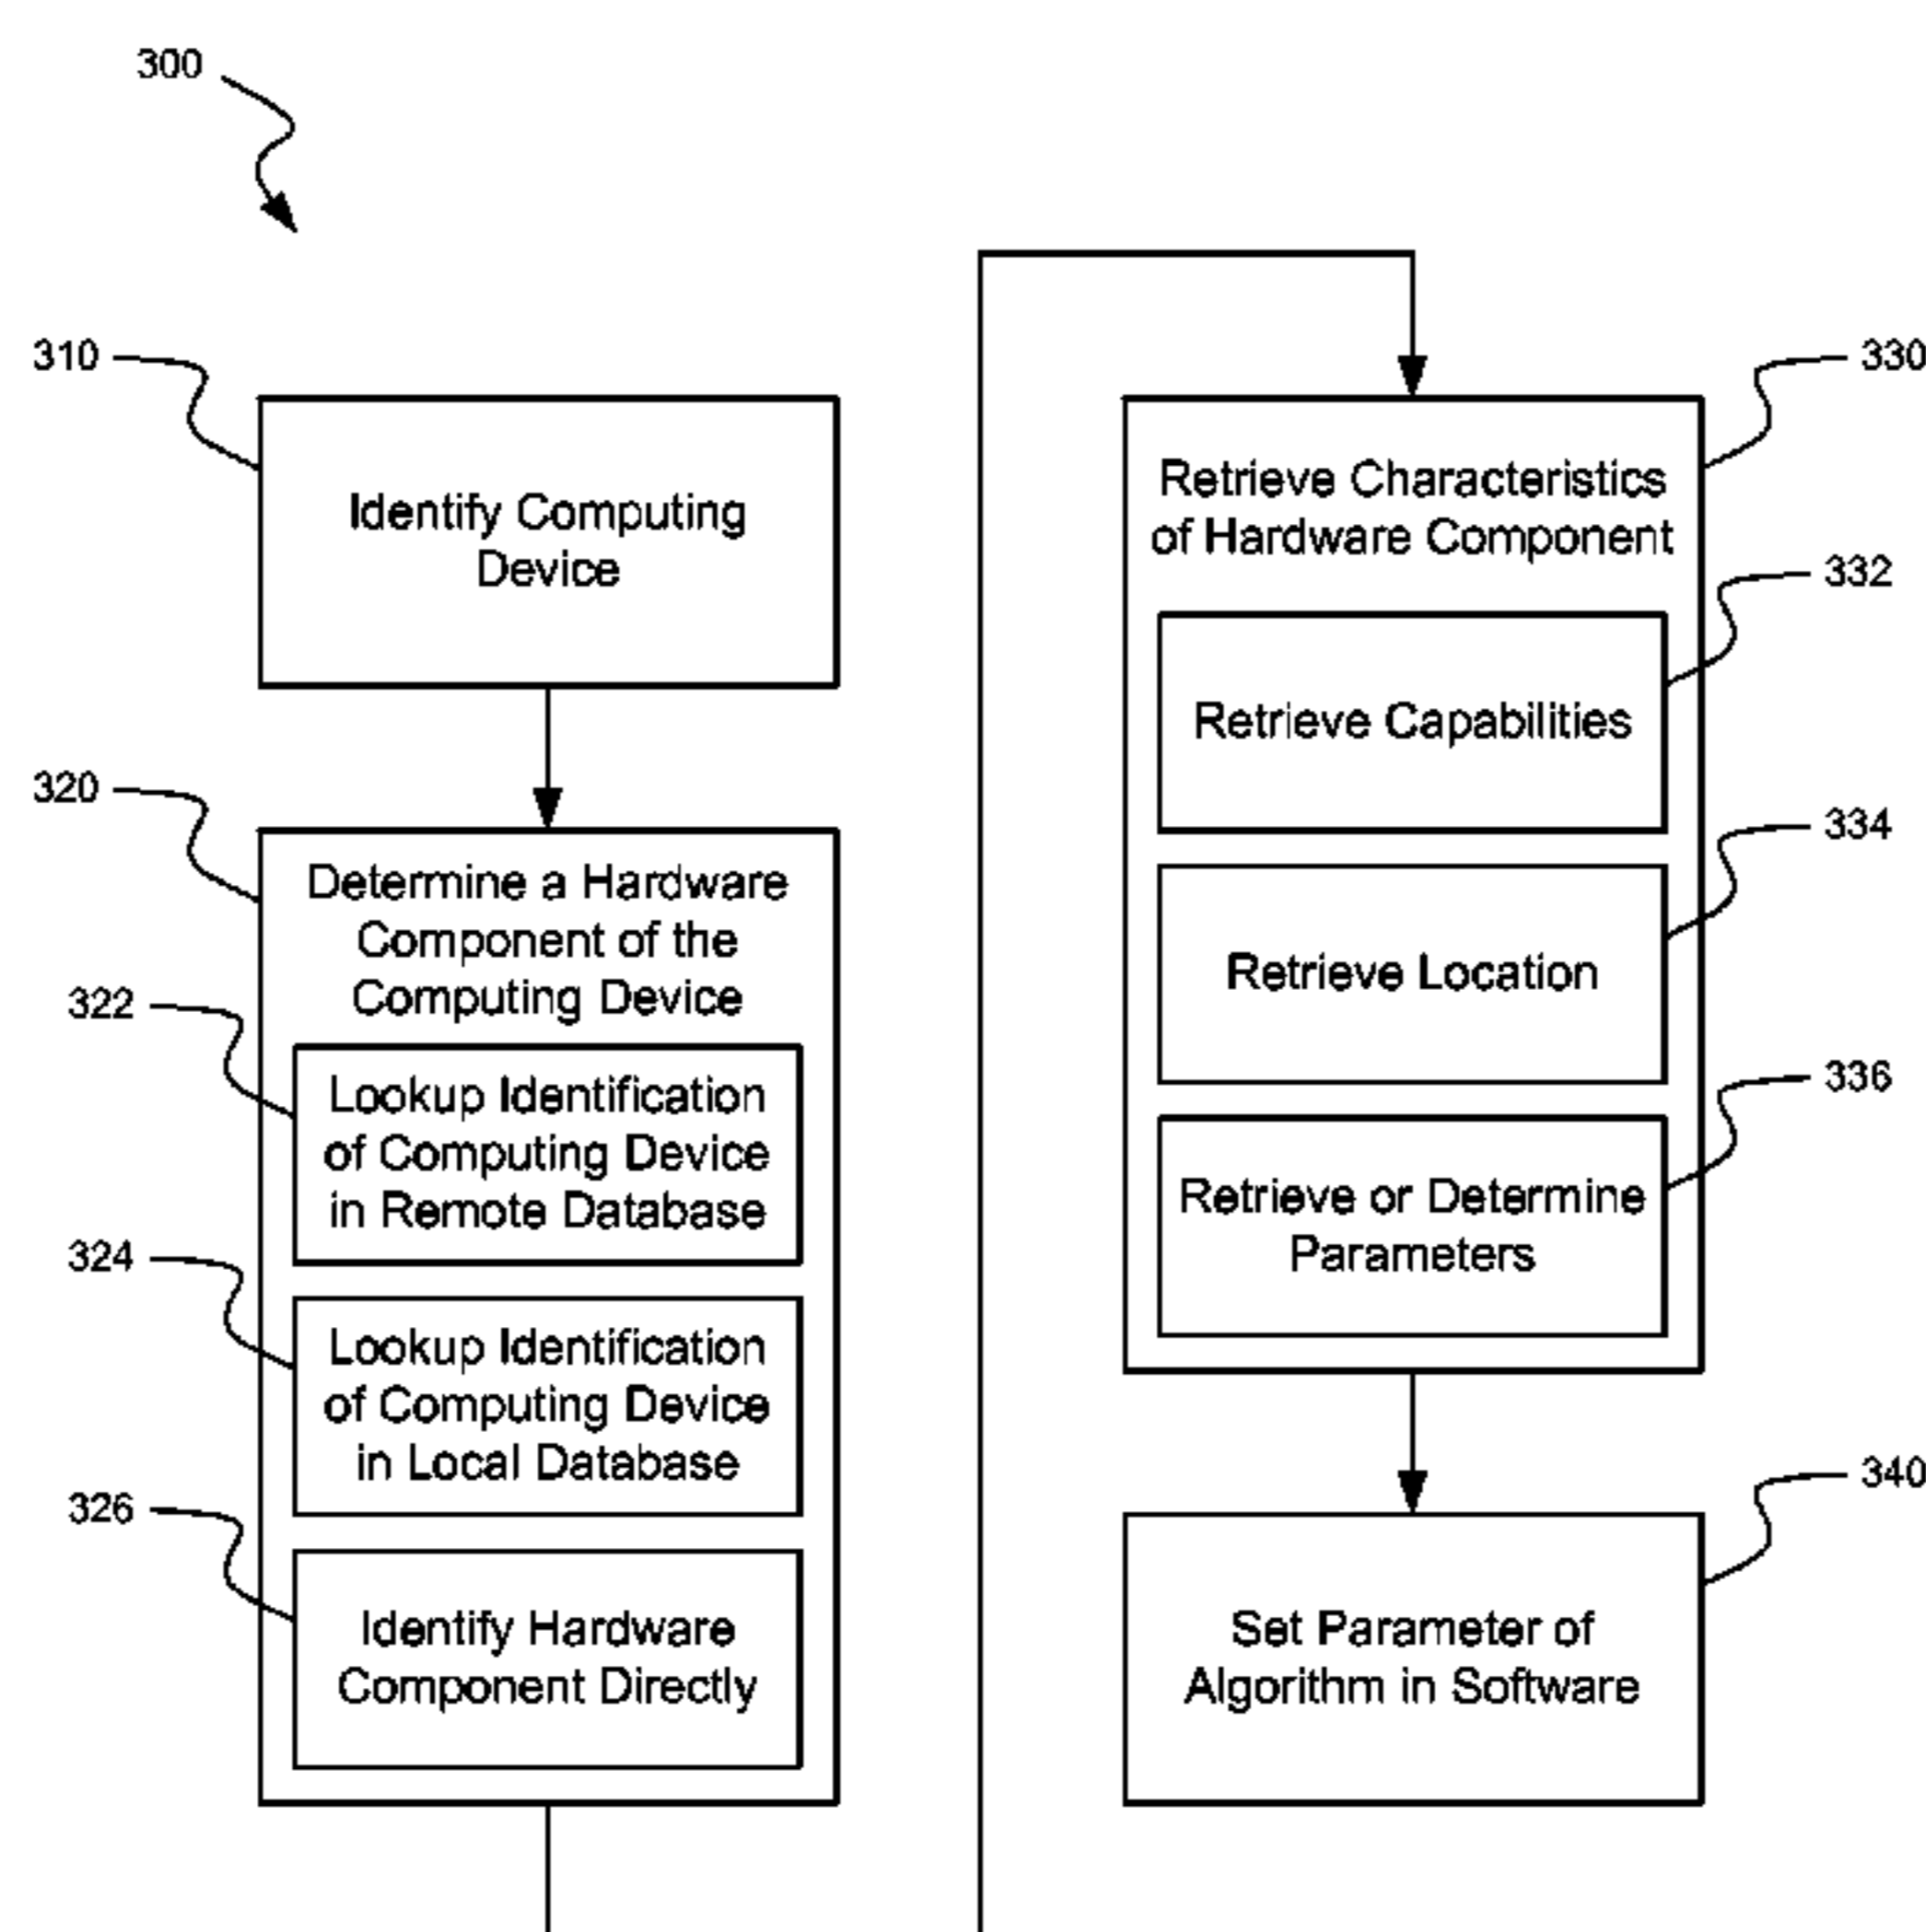 300
310
Identify Computing
Device
320
Determine a Hardware
Component of the
Computing Device
322
Lookup Identification
of Computing Device
in Remote Database
324
Lookup Identification
of Computing Device
in Local Database
326
Identify Hardware
Component Directly
330
Retrieve Characteristics
of Hardware Component
332
Retrieve Capabilities
334
Retrieve Location
336
Retrieve or Determine
Parameters
340
Set Parameter of
Algorithm in Software